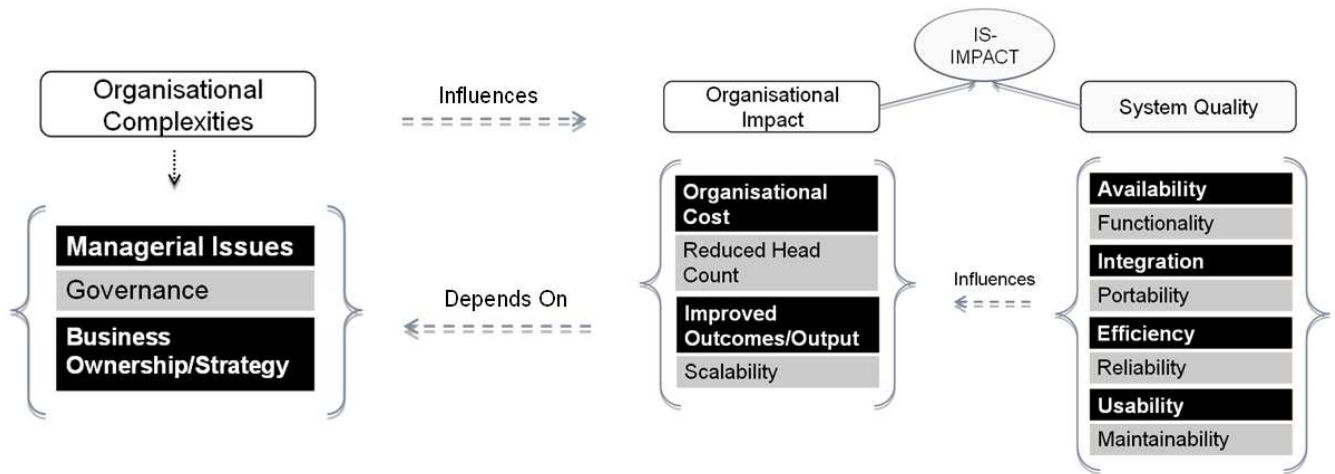 IS-
IMPACT
Organisational
Complexities
Influences
Organisational
Impact
System Quality
Managerial Issues
Governance
Business
Ownership/Strategy
Depends On
Organisational
Cost
Reduced Head
Count
Improved
Outcomes/Output
Scalability
Influences
Availability
Functionality
Integration
Portability
Efficiency
Reliability
Usability
Maintainability